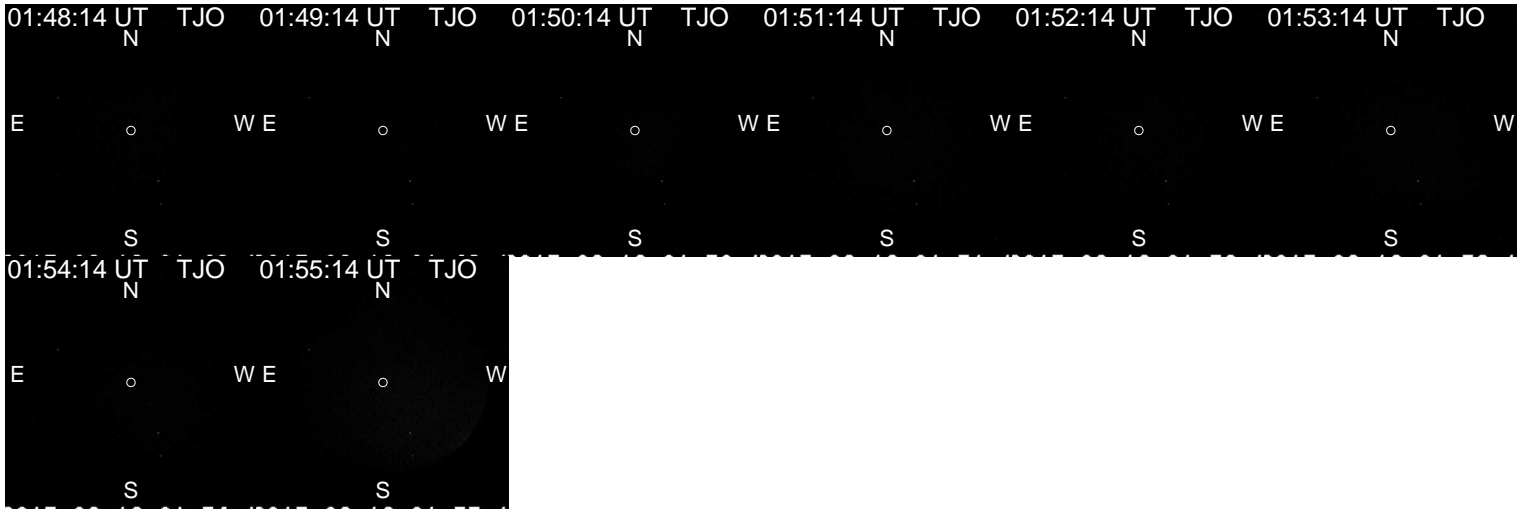 01:48:14 UT TJO 01:49:14 UT TJO 01:50:14 UT TJO 01:51:14 UT TJO 01:52:14 UT TJO 01:53:14 UT TJO
N N N N N N
E W E W E W E W E W E W
S S S S S S
01:54:14 UT TJO 01:55:14 UT TJO
N N
E W E W
S S